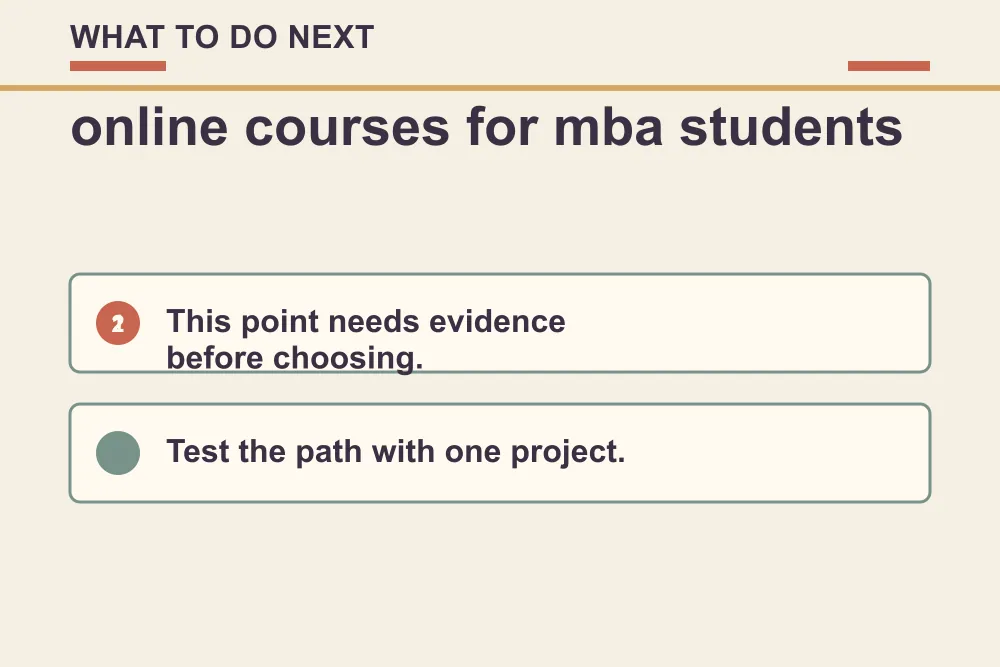 WHAT TO DO NEXT
online courses for mba students
2
This point needs evidence
before choosing.
Test the path with one project.